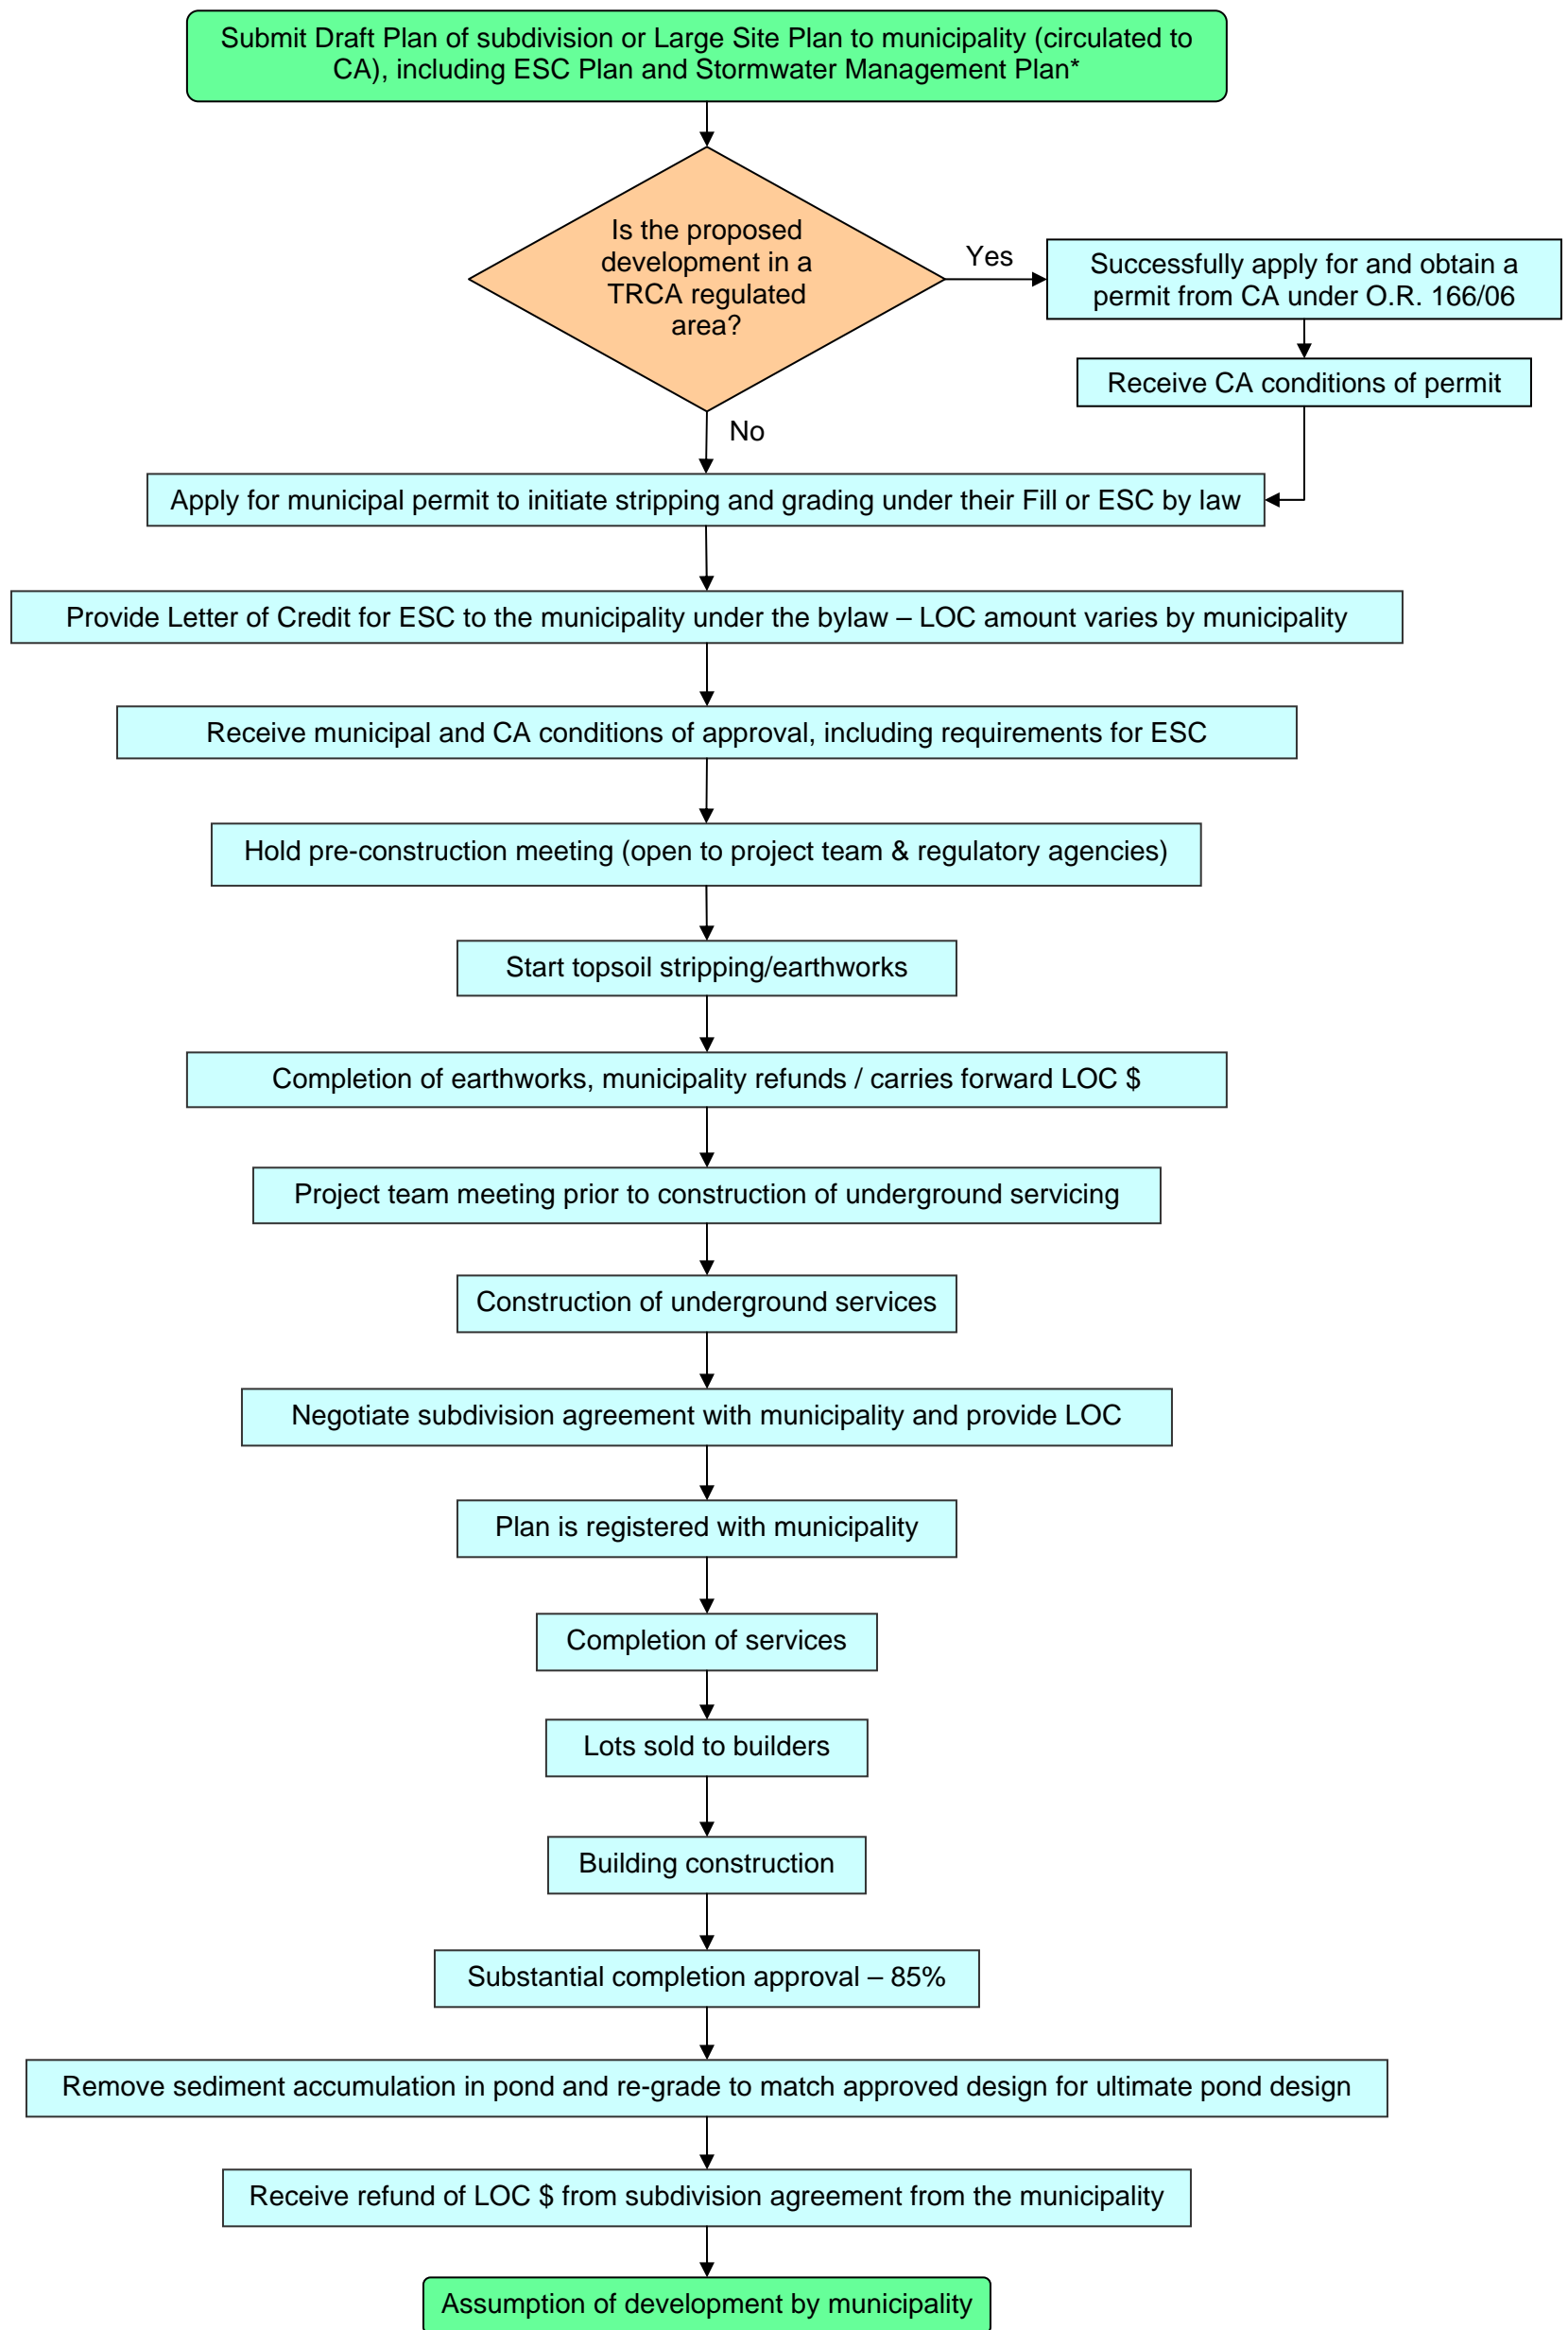 Submit Draft Plan of subdivision or Large Site Plan to municipality (circulated to
CA), including ESC Plan and Stormwater Management Plan*
Is the proposed
development in a
TRCA regulated
area?
Yes
Successfully apply for and obtain a
permit from CA under O.R. 166/06
Receive CA conditions of permit
No
Apply for municipal permit to initiate stripping and grading under their Fill or ESC by law
Provide Letter of Credit for ESC to the municipality under the bylaw – LOC amount varies by municipality
Receive municipal and CA conditions of approval, including requirements for ESC
Hold pre-construction meeting (open to project team & regulatory agencies)
Start topsoil stripping/earthworks
Completion of earthworks, municipality refunds / carries forward LOC $
Project team meeting prior to construction of underground servicing
Construction of underground services
Negotiate subdivision agreement with municipality and provide LOC
Plan is registered with municipality
Completion of services
Lots sold to builders
Building construction
Substantial completion approval – 85%
Remove sediment accumulation in pond and re-grade to match approved design for ultimate pond design
Receive refund of LOC $ from subdivision agreement from the municipality
Assumption of development by municipality